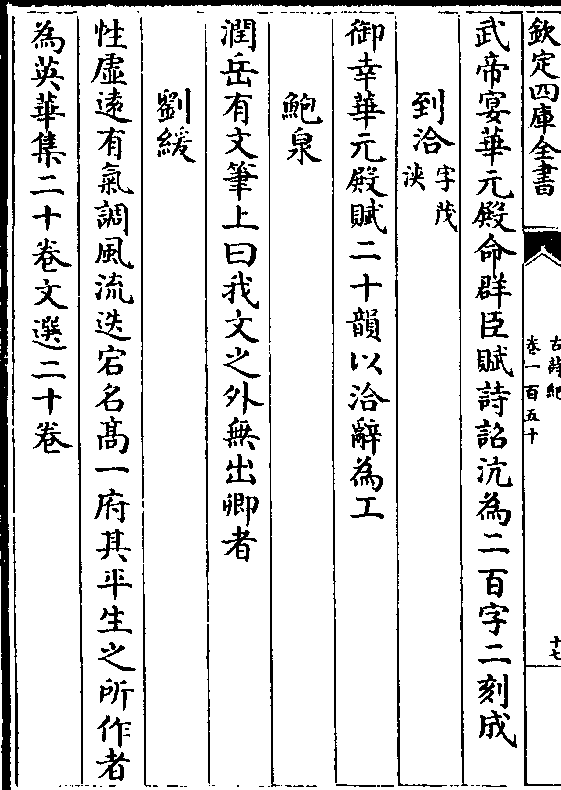 欽定四庫全書
古詩紀
卷一百五十
十七
武帝宴華元殿命群臣賦詩詔沆為二百字二刻成
到洽字茂㳂
御幸華元殿賦二十韻以洽辭為工
鮑泉
潤岳有文筆上曰我文之外無出卿者
劉緩
性虛遠有氣調風流迭宕名髙一府其平生之所作者
為英華集二十卷文選二十卷